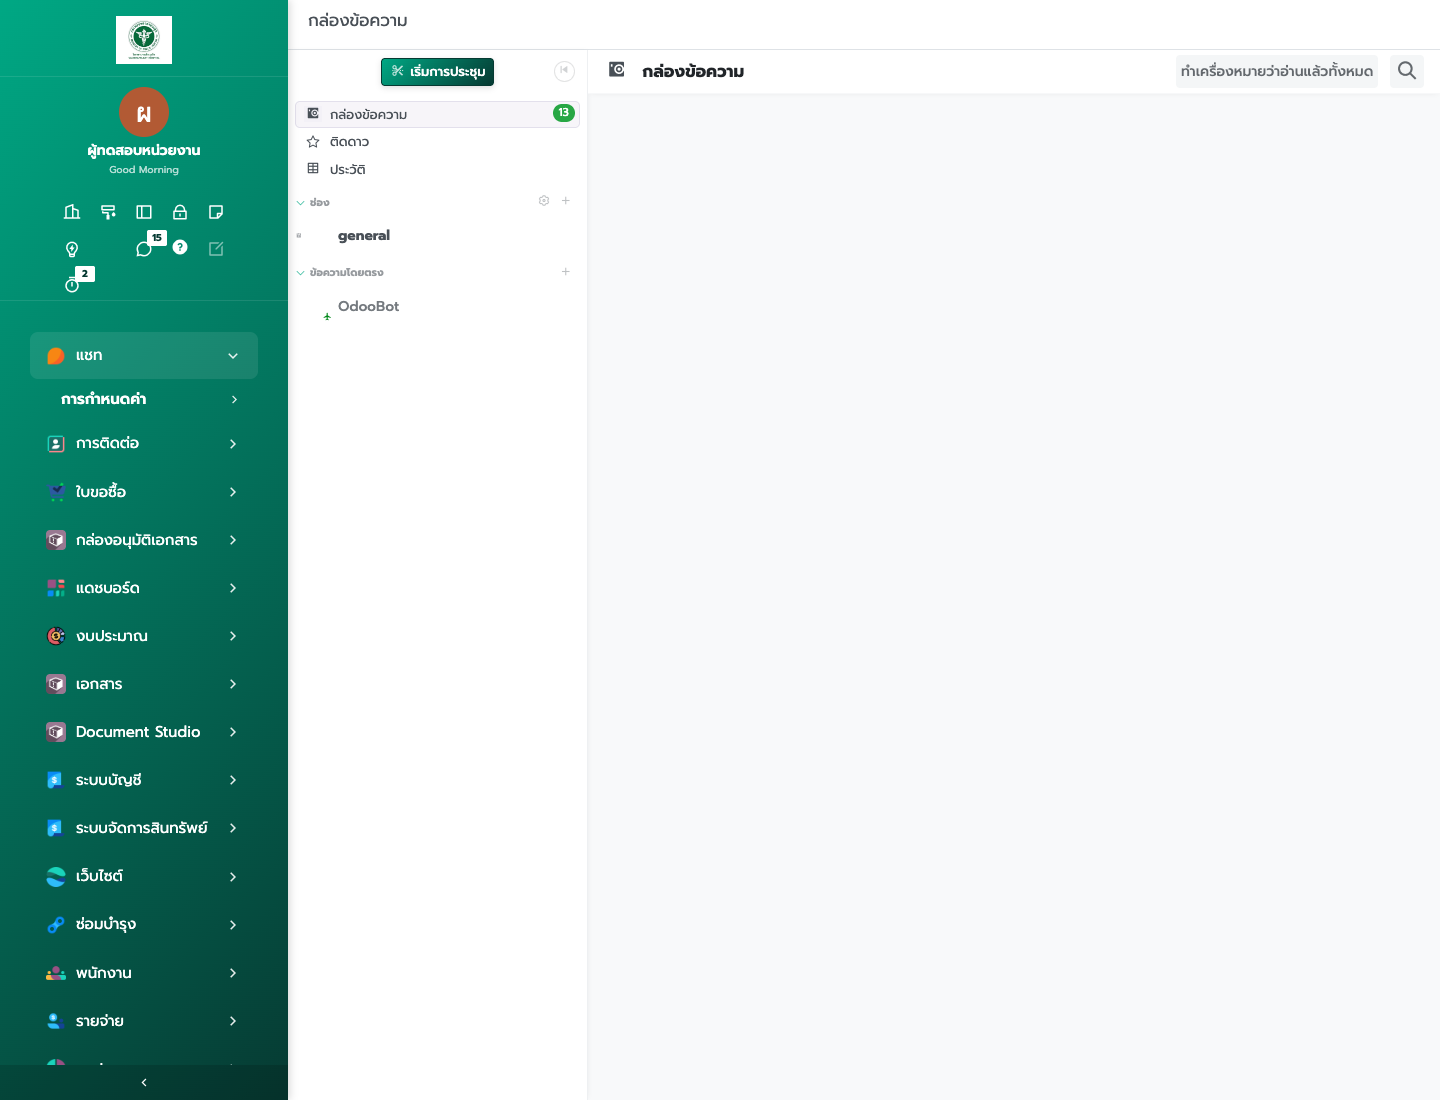 กล่องข้อความ
ผ
ผู้ทดสอบหน่วยงาน
Good Morning
15
2
แชท
การกำหนดค่า
การติดต่อ
ใบขอซื้อ
กล่องอนุมัติเอกสาร
แดชบอร์ด
งบประมาณ
เอกสาร
Document Studio
ระบบบัญชี
ระบบจัดการสินทรัพย์
เว็บไซต์
ซ่อมบำรุง
พนักงาน
รายจ่าย
เริ่มการประชุม
กล่องข้อความ 13
ติดดาว
ประวัติ
ช่อง
general
ข้อความโดยตรง
OdooBot
กล่องข้อความ
ทำเครื่องหมายว่าอ่านแล้วทั้งหมด